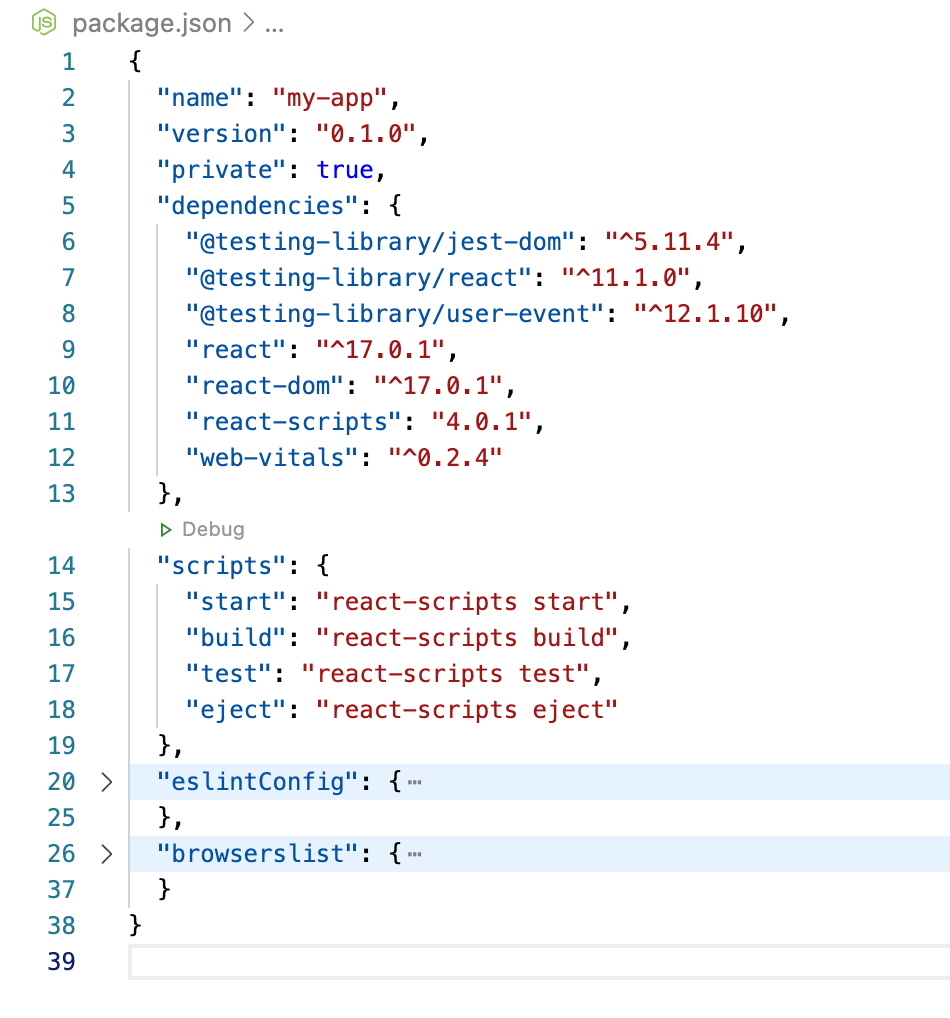 package.json > ...
1 {
2 "name": "my-app",
3 "version": "0.1.0",
4 "private": true,
5 "dependencies": {
6 "@testing-library/jest-dom": "^5.11.4",
7 "@testing-library/react": "^11.1.0",
8 "@testing-library/user-event": "^12.1.10",
9 "react": "^17.0.1",
10 "react-dom": "^17.0.1",
11 "react-scripts": "4.0.1",
12 "web-vitals": "^0.2.4"
13 },
Debug
14 "scripts": {
15 "start": "react-scripts start",
16 "build": "react-scripts build",
17 "test": "react-scripts test",
18 "eject": "react-scripts eject"
19 },
20 > "eslintConfig": {…
25 },
26 > "browserslist": {…
37 }
38 }
39